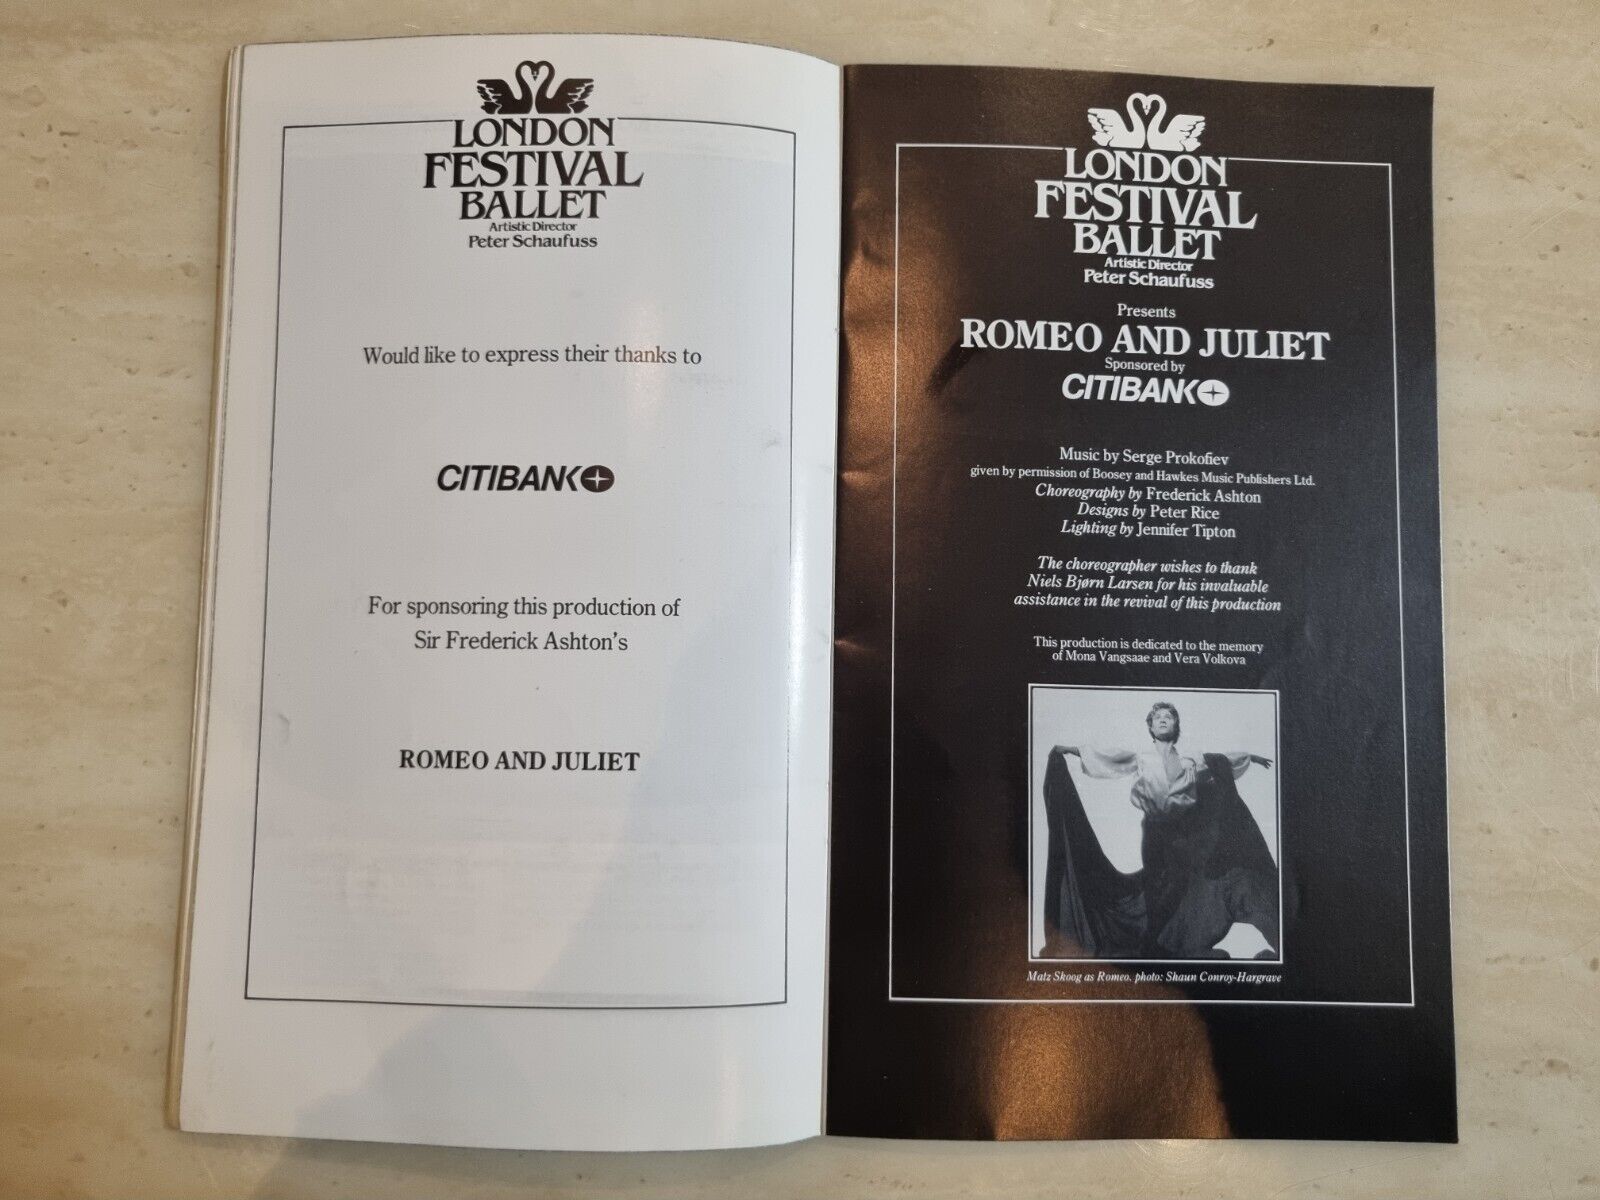 LONDON
FESTIVAL
BALLET
Artistic Director
Peter Schaufuss
Would like to express their thanks to
CITIBANK
For sponsoring this production of
Sir Frederick Ashton's
ROMEO AND JULIET
LONDON
FESTIVAL
BALLET
Artistic Director
Peter Schaufuss
Presents
ROMEO AND JULIET
Sponsored by
CITIBANK
Music by Serge Prokofiev
given by permission of Boosey and Hawkes Music Publishers Ltd.
Choreography by Frederick Ashton
Designs by Peter Rice
Lighting by Jennifer Tipton
The choreographer wishes to thank
Niels Bjørn Larsen for his invaluable
assistance in the revival of this production
This production is dedicated to the memory
of Mona Vangsaae and Vera Volkova
Matz Skoog as Romeo. photo: Shaun Conroy-Hargrave